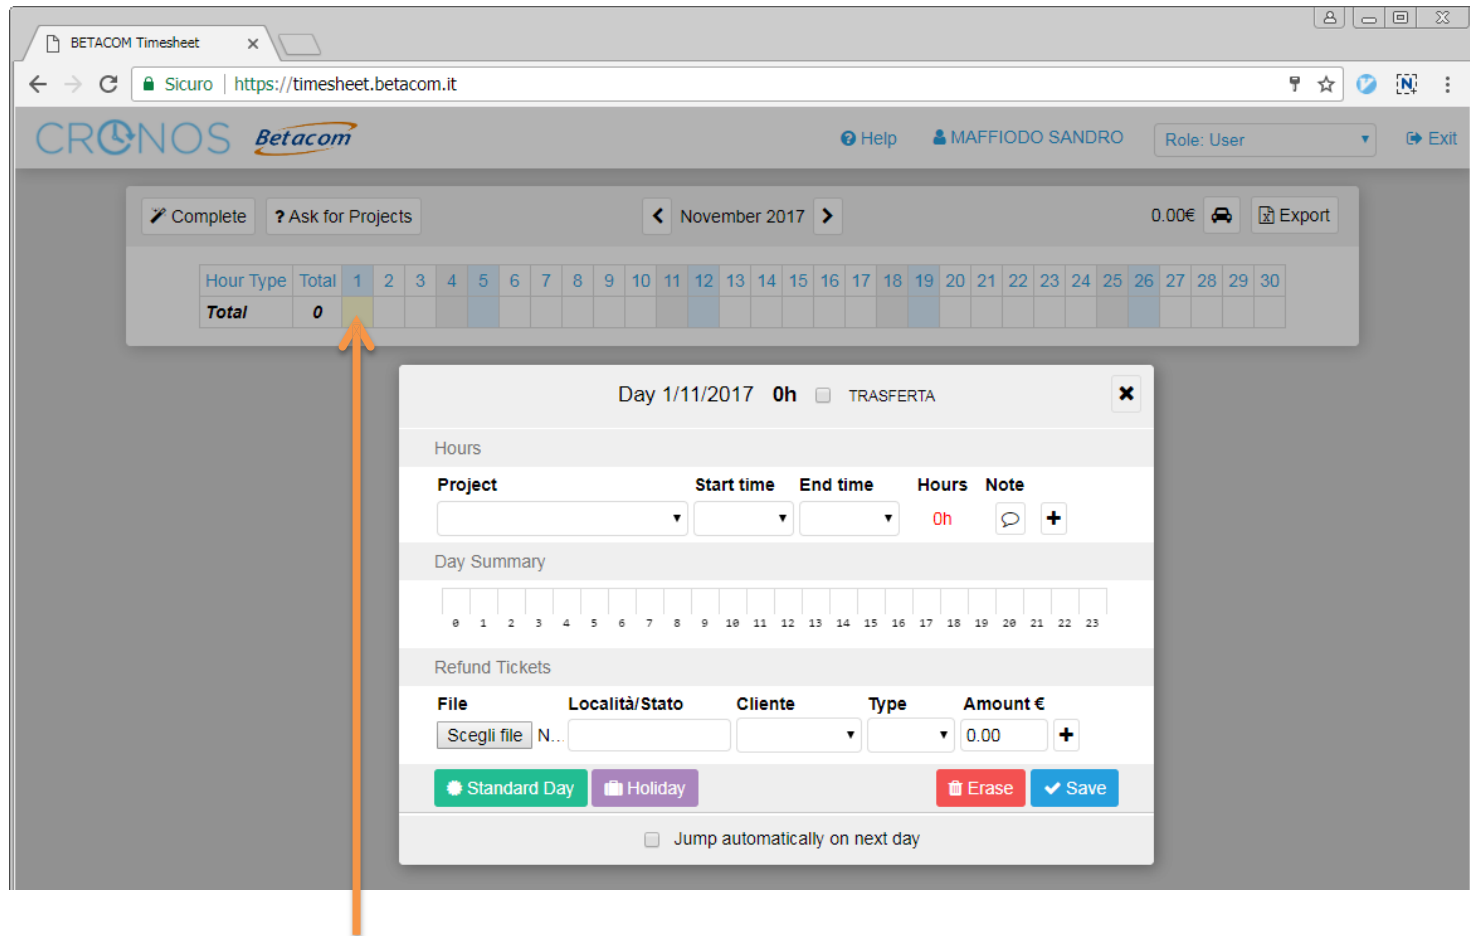 BETACOM Timesheet
Sicuro | https://timesheet.betacom.it
CRONOS Betacom Help MAFFIODO SANDRO Role: User Exit
Complete ? Ask for Projects November 2017 0.00€ Export
Hour Type Total 1 2 3 4 5 6 7 8 9 10 11 12 13 14 15 16 17 18 19 20 21 22 23 24 25 26 27 28 29 30
Total 0
Day 1/11/2017 0h TRASFERTA
Hours
Project Start time End time Hours Note
0h
Day Summary
0 1 2 3 4 5 6 7 8 9 10 11 12 13 14 15 16 17 18 19 20 21 22 23
Refund Tickets
File Località/Stato Cliente Type Amount €
Scegli file N... 0.00
Standard Day Holiday Erase Save
Jump automatically on next day